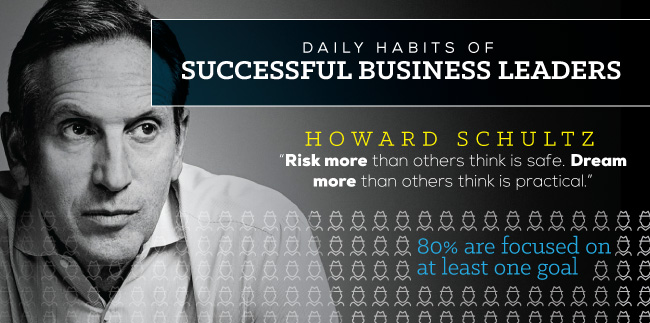 DAILY HABITS OF
SUCCESSFUL BUSINESS LEADERS
HOWARD SCHULTZ
“Risk more than others think is safe. Dream
more than others think is practical.”
80% are focused on
at least one goal